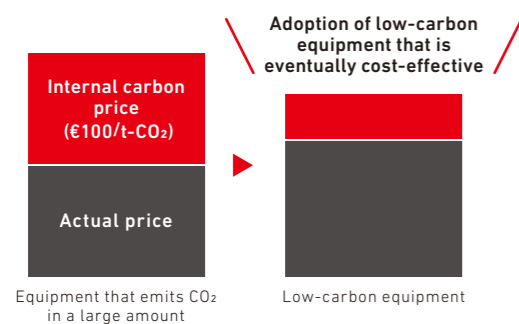 Adoption of low-carbon
equipment that is
eventually cost-effective
Internal carbon
price
(€100/t-CO₂)
Actual price
Equipment that emits CO₂
in a large amount
Low-carbon equipment